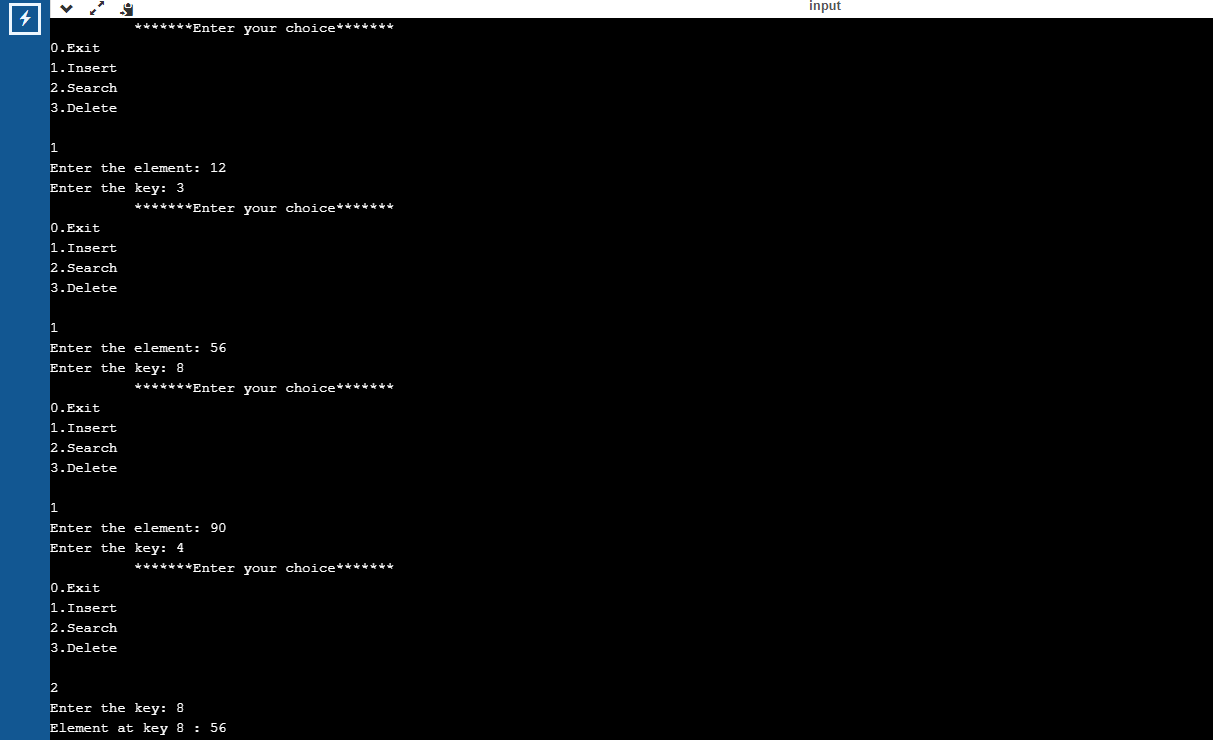 input
*******Enter your choice*******
0.Exit
1.Insert
2.Search
3.Delete
1
Enter the element: 12
Enter the key: 3
*******Enter your choice*******
0.Exit
1.Insert
2.Search
3.Delete
1
Enter the element: 56
Enter the key: 8
*******Enter your choice*******
0.Exit
1.Insert
2.Search
3.Delete
1
Enter the element: 90
Enter the key: 4
*******Enter your choice*******
0.Exit
1.Insert
2.Search
3.Delete
2
Enter the key: 8
Element at key 8 : 56